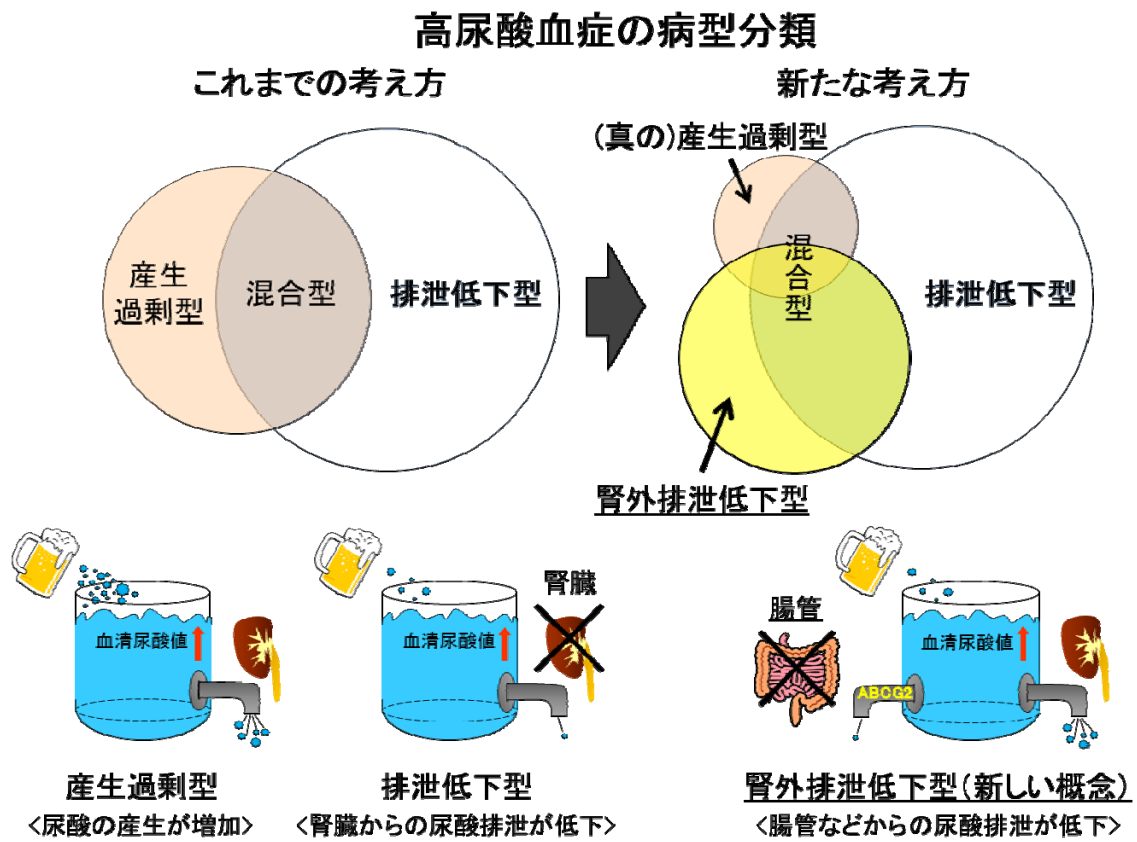 高尿酸血症の病型分類
これまでの考え方
新たな考え方
産生
過剰型
混合型
排泄低下型
(真の)産生過剰型
混
合
型
排泄低下型
腎外排泄低下型
血清尿酸値
産生過剰型
<尿酸の産生が増加>
腎臓
血清尿酸値
排泄低下型
<腎臓からの尿酸排泄が低下>
腸管
ABCG2
血清尿酸値
腎外排泄低下型(新しい概念)
<腸管などからの尿酸排泄が低下>